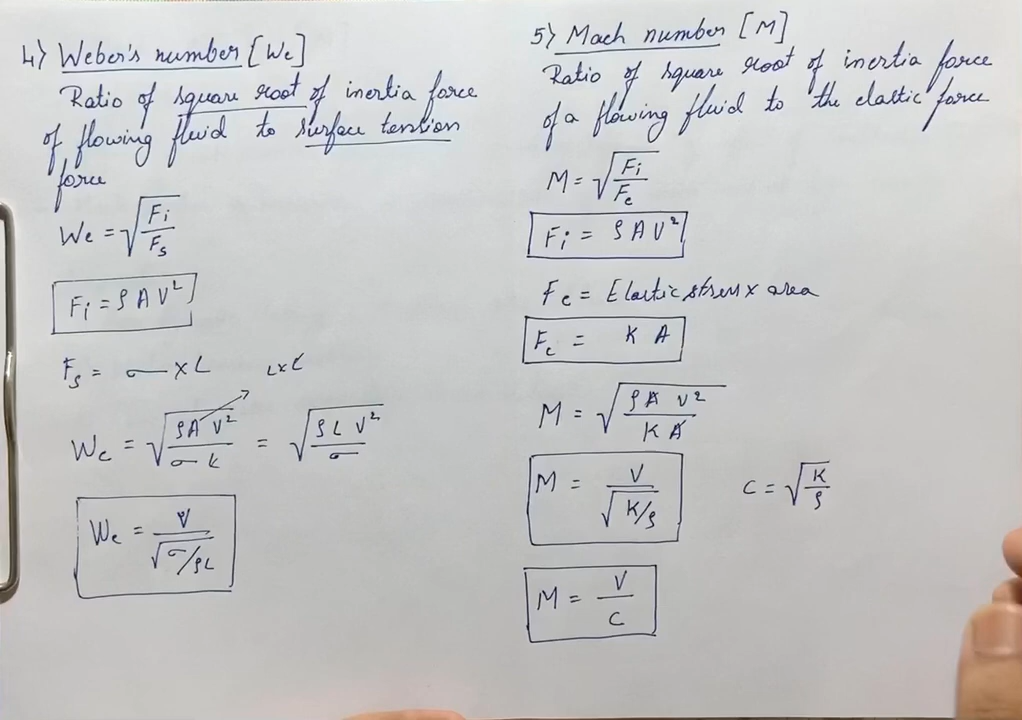 4) Weber's number [We]
Ratio of square root of inertia force
of flowing fluid to surface tension
force
We = √(Fi/Fs)
Fi = ρ A V²
Fs = σ × L L×L
We = √(ρ A V²/σ L) = √(ρ L V²/σ)
We = V/√(σ/ρL)
5) Mach number [M]
Ratio of square root of inertia force
of a flowing fluid to the elastic force
M = √(Fi/Fe)
Fi = ρ A V²
Fe = Elastic stress × area
Fe = K A
M = √(ρ A V²/K A)
M = V/√(K/ρ) C = √(K/ρ)
M = V/C